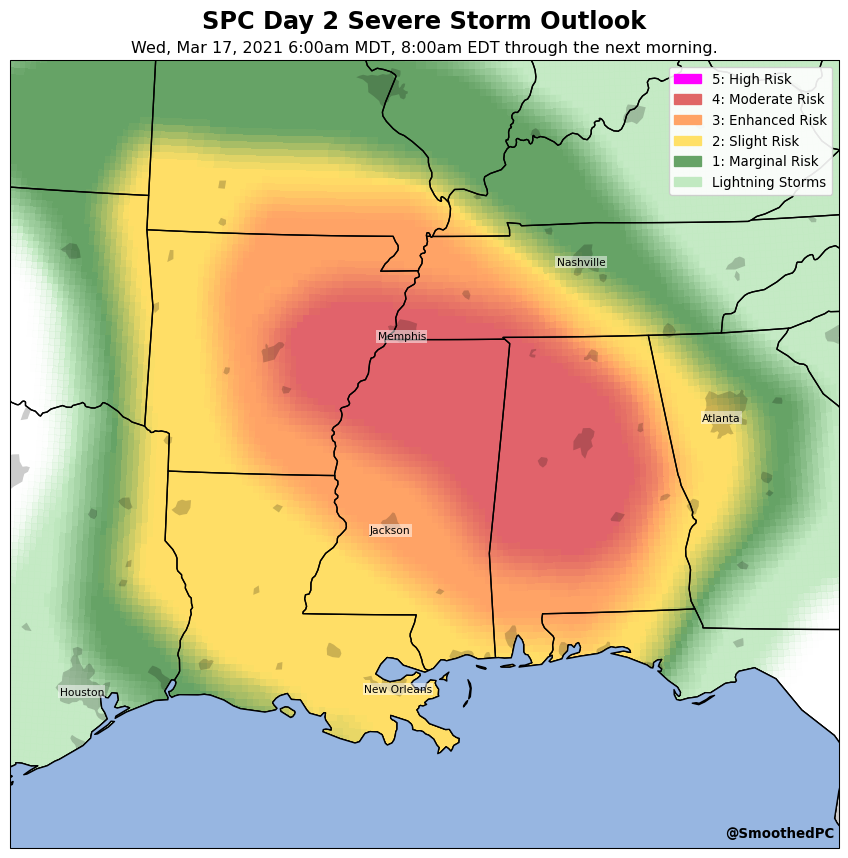 SPC Day 2 Severe Storm Outlook
Wed, Mar 17, 2021 6:00am MDT, 8:00am EDT through the next morning.
5: High Risk
4: Moderate Risk
3: Enhanced Risk
2: Slight Risk
1: Marginal Risk
Lightning Storms
Nashville
Memphis
Atlanta
Jackson
New Orleans
Houston
@SmoothedPC